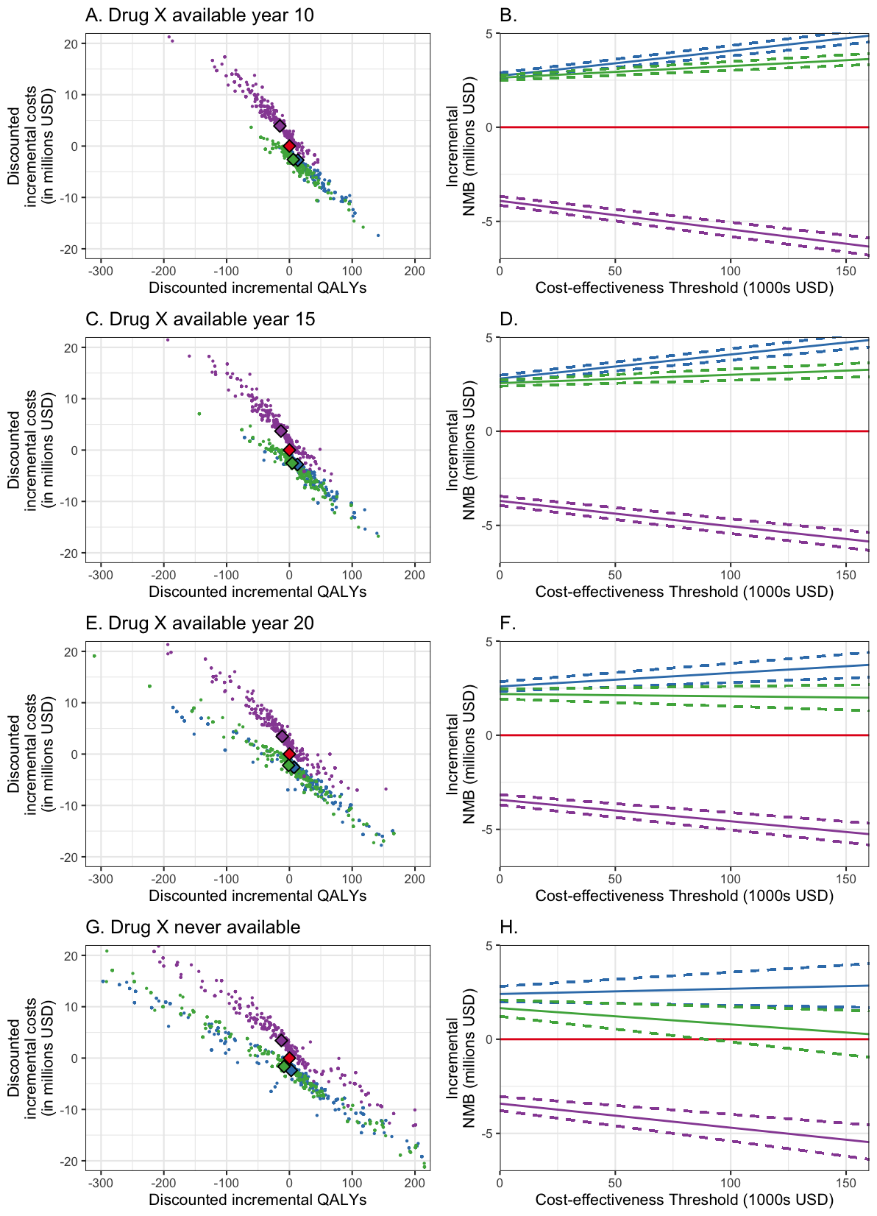 A. Drug X available year 10
B.
20
10
0
-10
-20
Discounted
incremental costs
(in millions USD)
-300
-200
-100
0
100
200
Discounted incremental QALYs
5
0
-5
Incremental
NMB (millions USD)
0
50
100
150
Cost-effectiveness Threshold (1000s USD)
C. Drug X available year 15
D.
20
10
0
-10
-20
Discounted
incremental costs
(in millions USD)
-300
-200
-100
0
100
200
Discounted incremental QALYs
5
0
-5
Incremental
NMB (millions USD)
0
50
100
150
Cost-effectiveness Threshold (1000s USD)
E. Drug X available year 20
F.
20
10
0
-10
-20
Discounted
incremental costs
(in millions USD)
-300
-200
-100
0
100
200
Discounted incremental QALYs
5
0
-5
Incremental
NMB (millions USD)
0
50
100
150
Cost-effectiveness Threshold (1000s USD)
G. Drug X never available
H.
20
10
0
-10
-20
Discounted
incremental costs
(in millions USD)
-300
-200
-100
0
100
200
Discounted incremental QALYs
5
0
-5
Incremental
NMB (millions USD)
0
50
100
150
Cost-effectiveness Threshold (1000s USD)